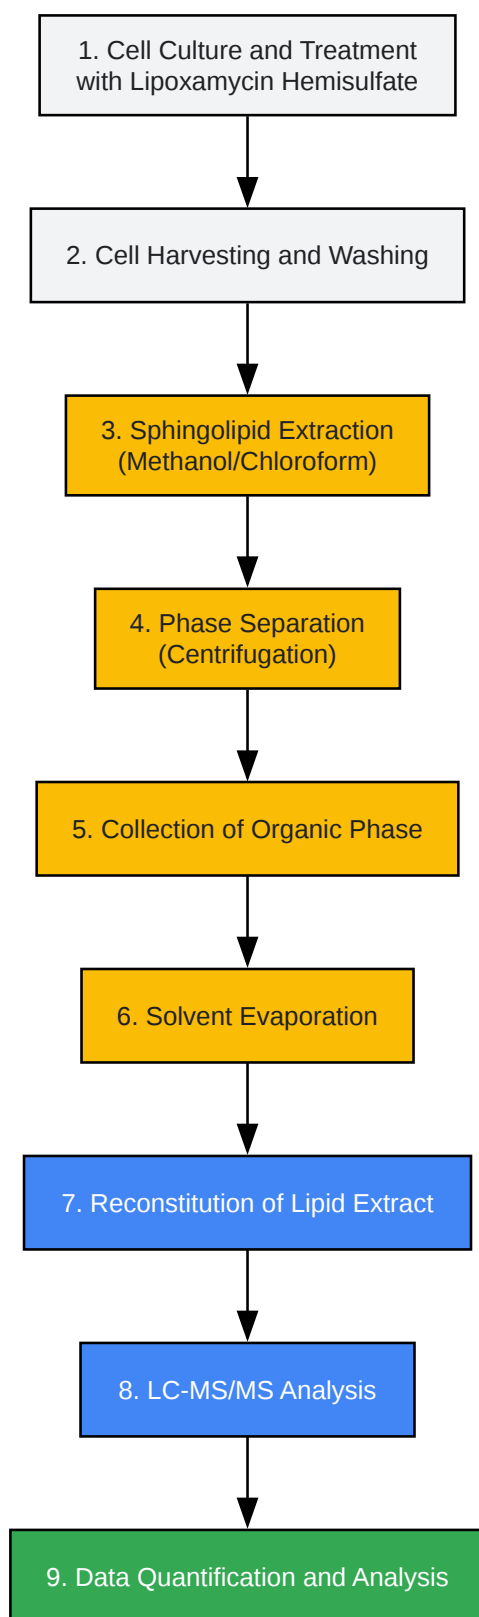 1. Cell Culture and Treatment
with Lipoxamycin Hemisulfate
2. Cell Harvesting and Washing
3. Sphingolipid Extraction
(Methanol/Chloroform)
4. Phase Separation
(Centrifugation)
5. Collection of Organic Phase
6. Solvent Evaporation
7. Reconstitution of Lipid Extract
8. LC-MS/MS Analysis
9. Data Quantification and Analysis